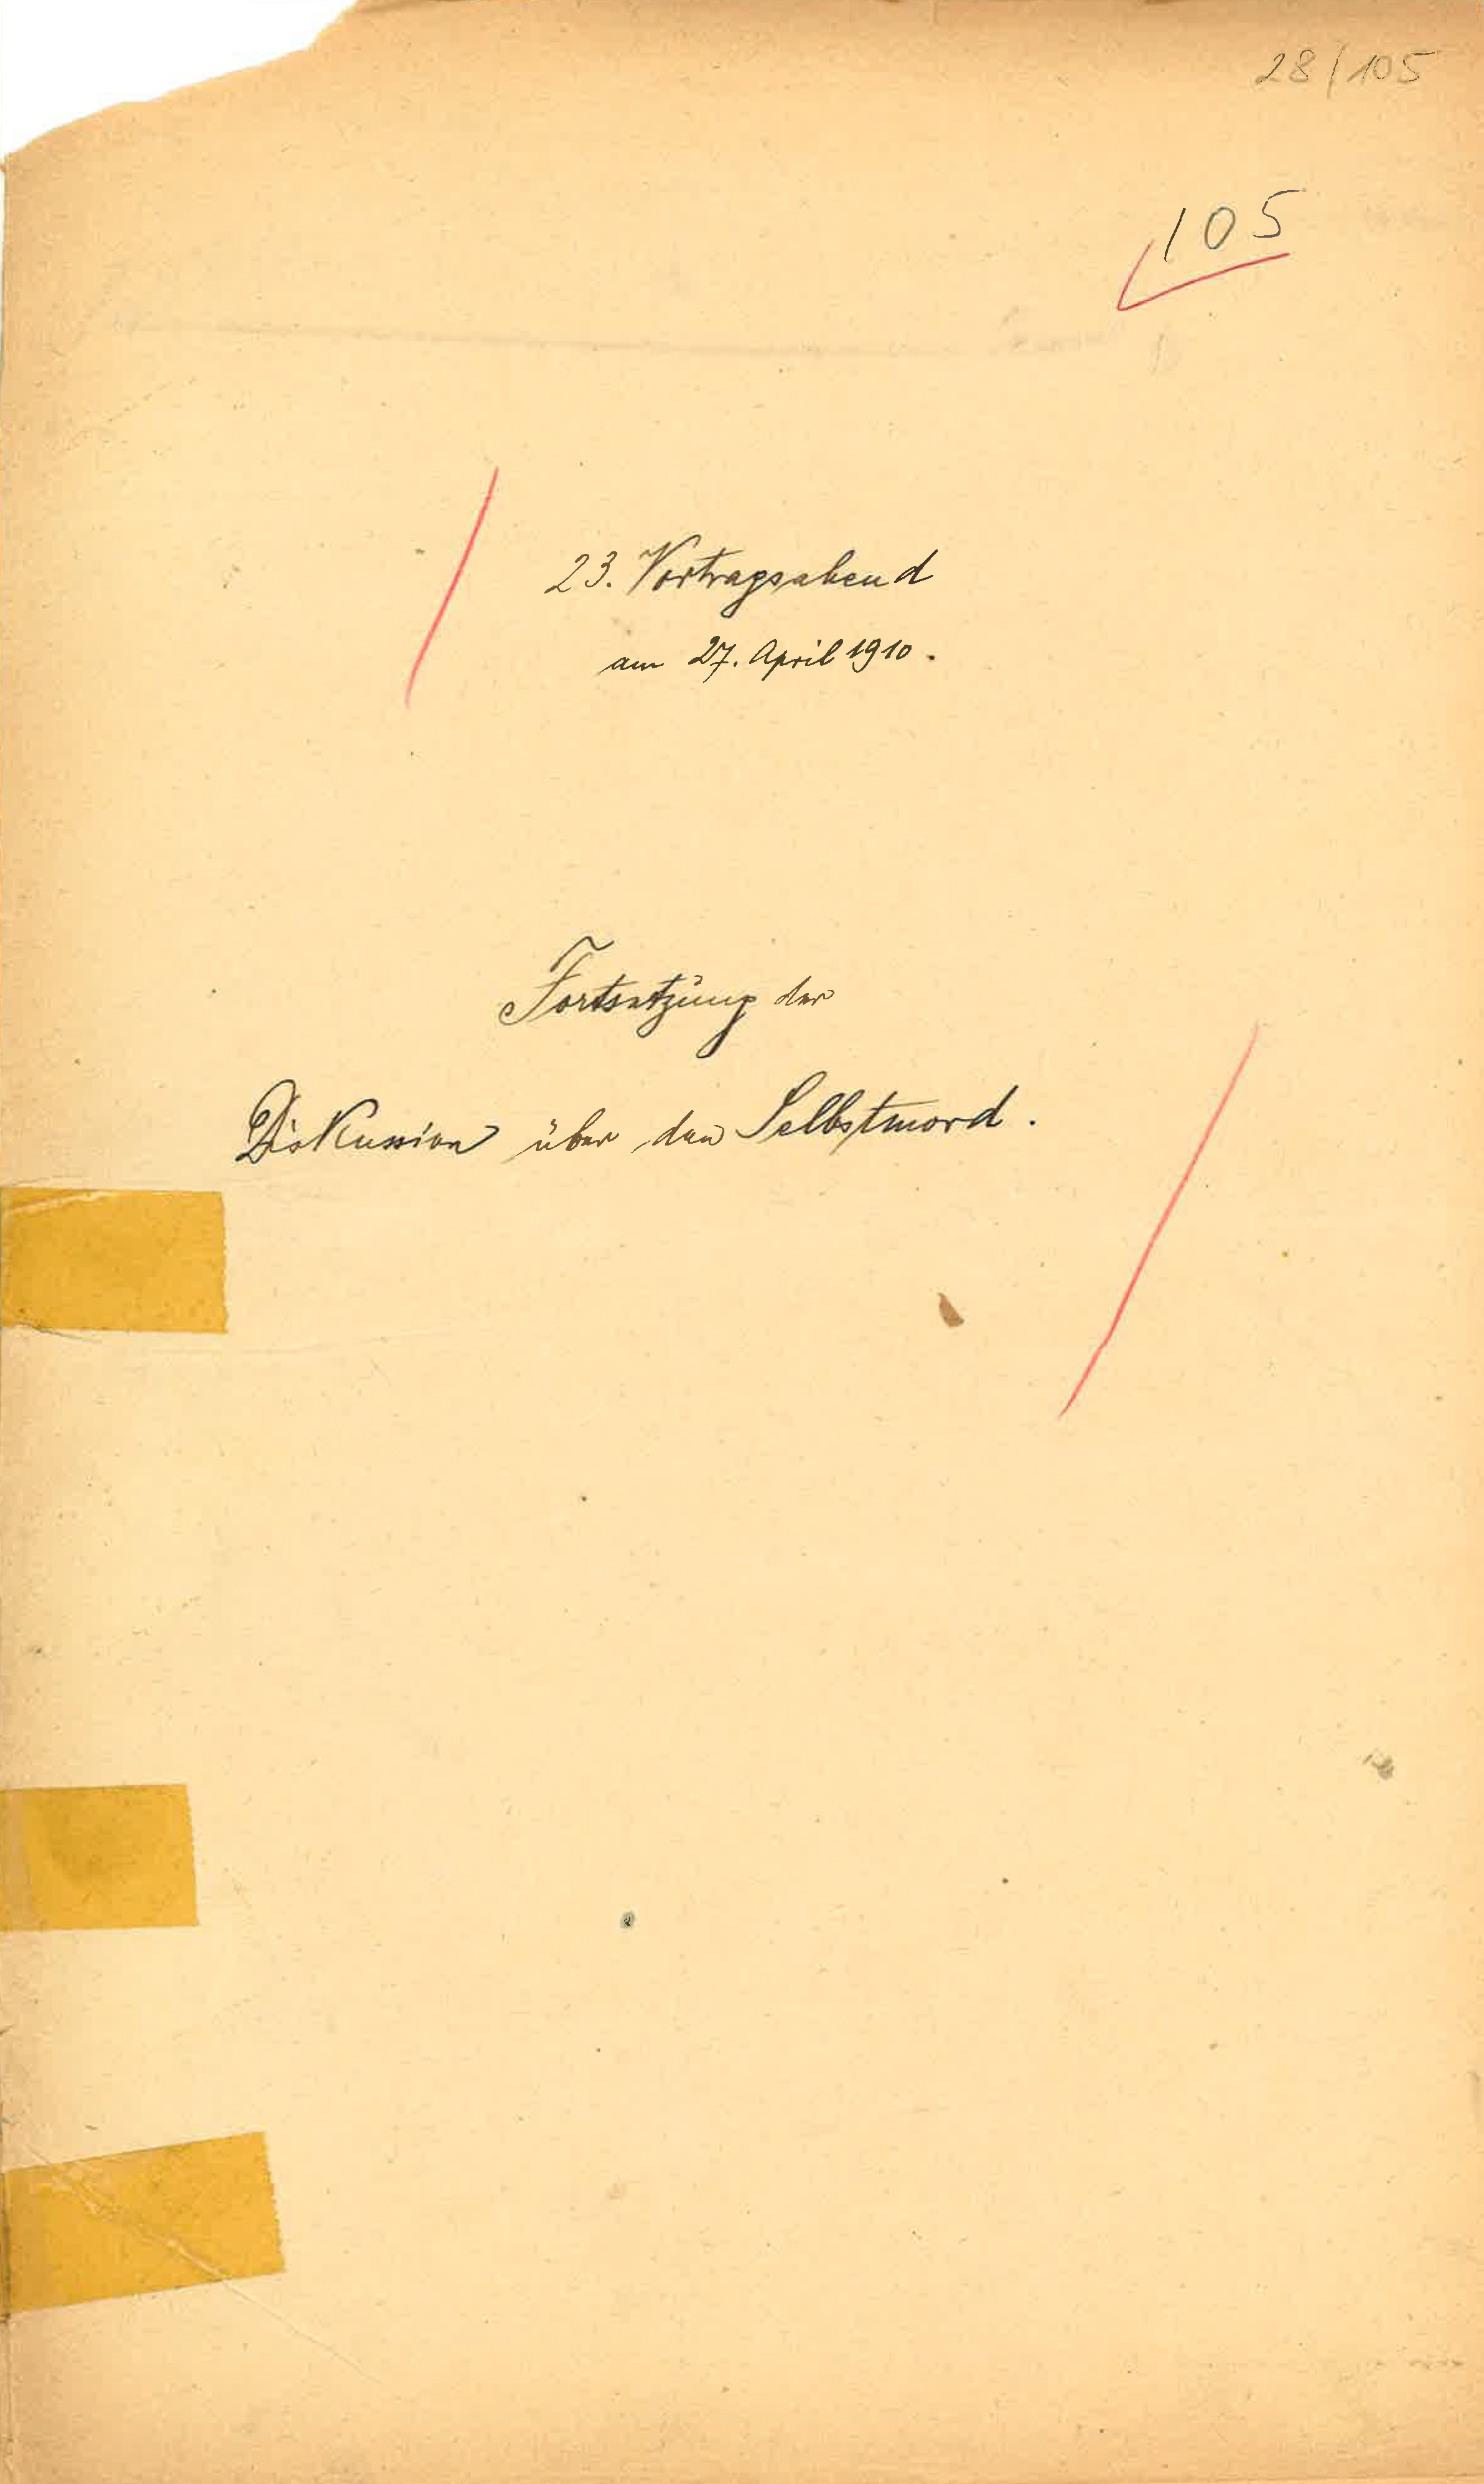 28/105
105
23. Vortragsabend
am 27. April 1910.
Fortsetzung der
Diskussion über den Selbstmord.